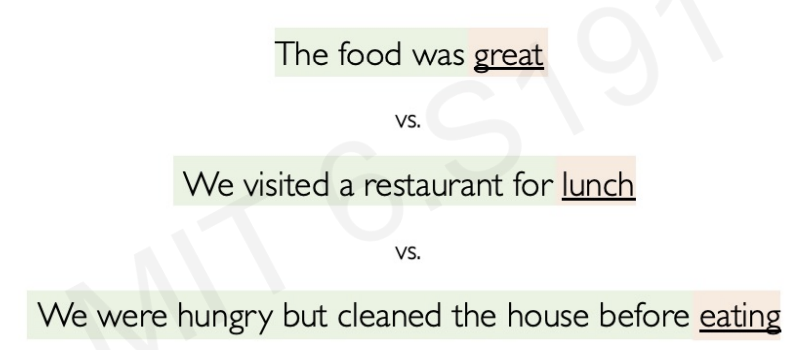 The food was great
vs.
We visited a restaurant for lunch
vs.
We were hungry but cleaned the house before eating
MIT 6.S191